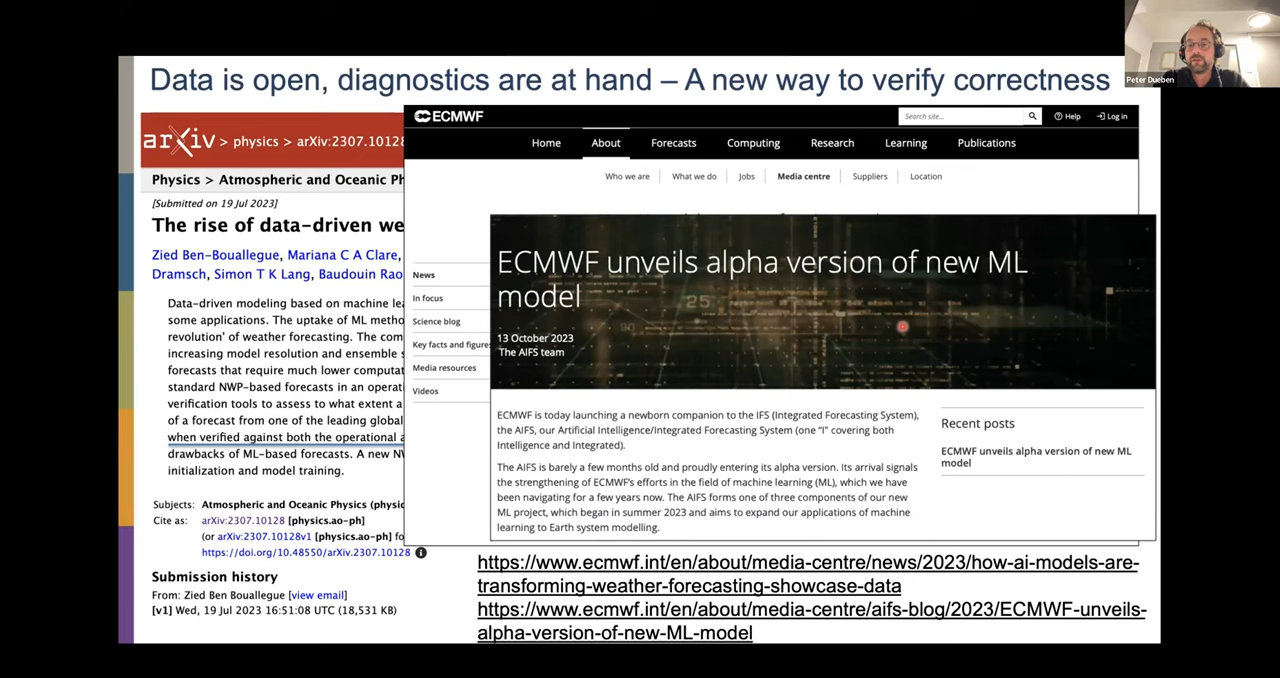 Peter Dueben
Data is open, diagnostics are at hand – A new way to verify correctness
arXiv > physics > arXiv:2307.10128
Physics > Atmospheric and Oceanic Ph
[Submitted on 19 Jul 2023]
The rise of data-driven we
Zied Ben-Bouallegue, Mariana C A Clare,
Dramsch, Simon T K Lang, Baudouin Rao
Data-driven modeling based on machine lea
some applications. The uptake of ML metho
revolution' of weather forecasting. The com
increasing model resolution and ensemble s
forecasts that require much lower computat
standard NWP-based forecasts in an operati
verification tools to assess to what extent a
of a forecast from one of the leading global
when verified against both the operational a
drawbacks of ML-based forecasts. A new NW
initialization and model training.
Subjects: Atmospheric and Oceanic Physics (physic
Cite as: arXiv:2307.10128 [physics.ao-ph]
(or arXiv:2307.10128v1 [physics.ao-ph] fo
https://doi.org/10.48550/arXiv.2307.10128
Submission history
From: Zied Ben Bouallegue [view email]
[v1] Wed, 19 Jul 2023 16:51:08 UTC (18,531 KB)
ECMWF
Search site...
Help
Log in
Home About Forecasts Computing Research Learning Publications
Who we are What we do Jobs Media centre Suppliers Location
News
In focus
Science blog
Key facts and figures
Media resources
Videos
ECMWF unveils alpha version of new ML
model
13 October 2023
The AIFS team
ECMWF is today launching a newborn companion to the IFS (Integrated Forecasting System),
the AIFS, our Artificial Intelligence/Integrated Forecasting System (one “I” covering both
Intelligence and Integrated).
The AIFS is barely a few months old and proudly entering its alpha version. Its arrival signals
the strengthening of ECMWF's efforts in the field of machine learning (ML), which we have
been navigating for a few years now. The AIFS forms one of three components of our new
ML project, which began in summer 2023 and aims to expand our applications of machine
learning to Earth system modelling.
Recent posts
ECMWF unveils alpha version of new ML
model
https://www.ecmwf.int/en/about/media-centre/news/2023/how-ai-models-are-
transforming-weather-forecasting-showcase-data
https://www.ecmwf.int/en/about/media-centre/aifs-blog/2023/ECMWF-unveils-
alpha-version-of-new-ML-model